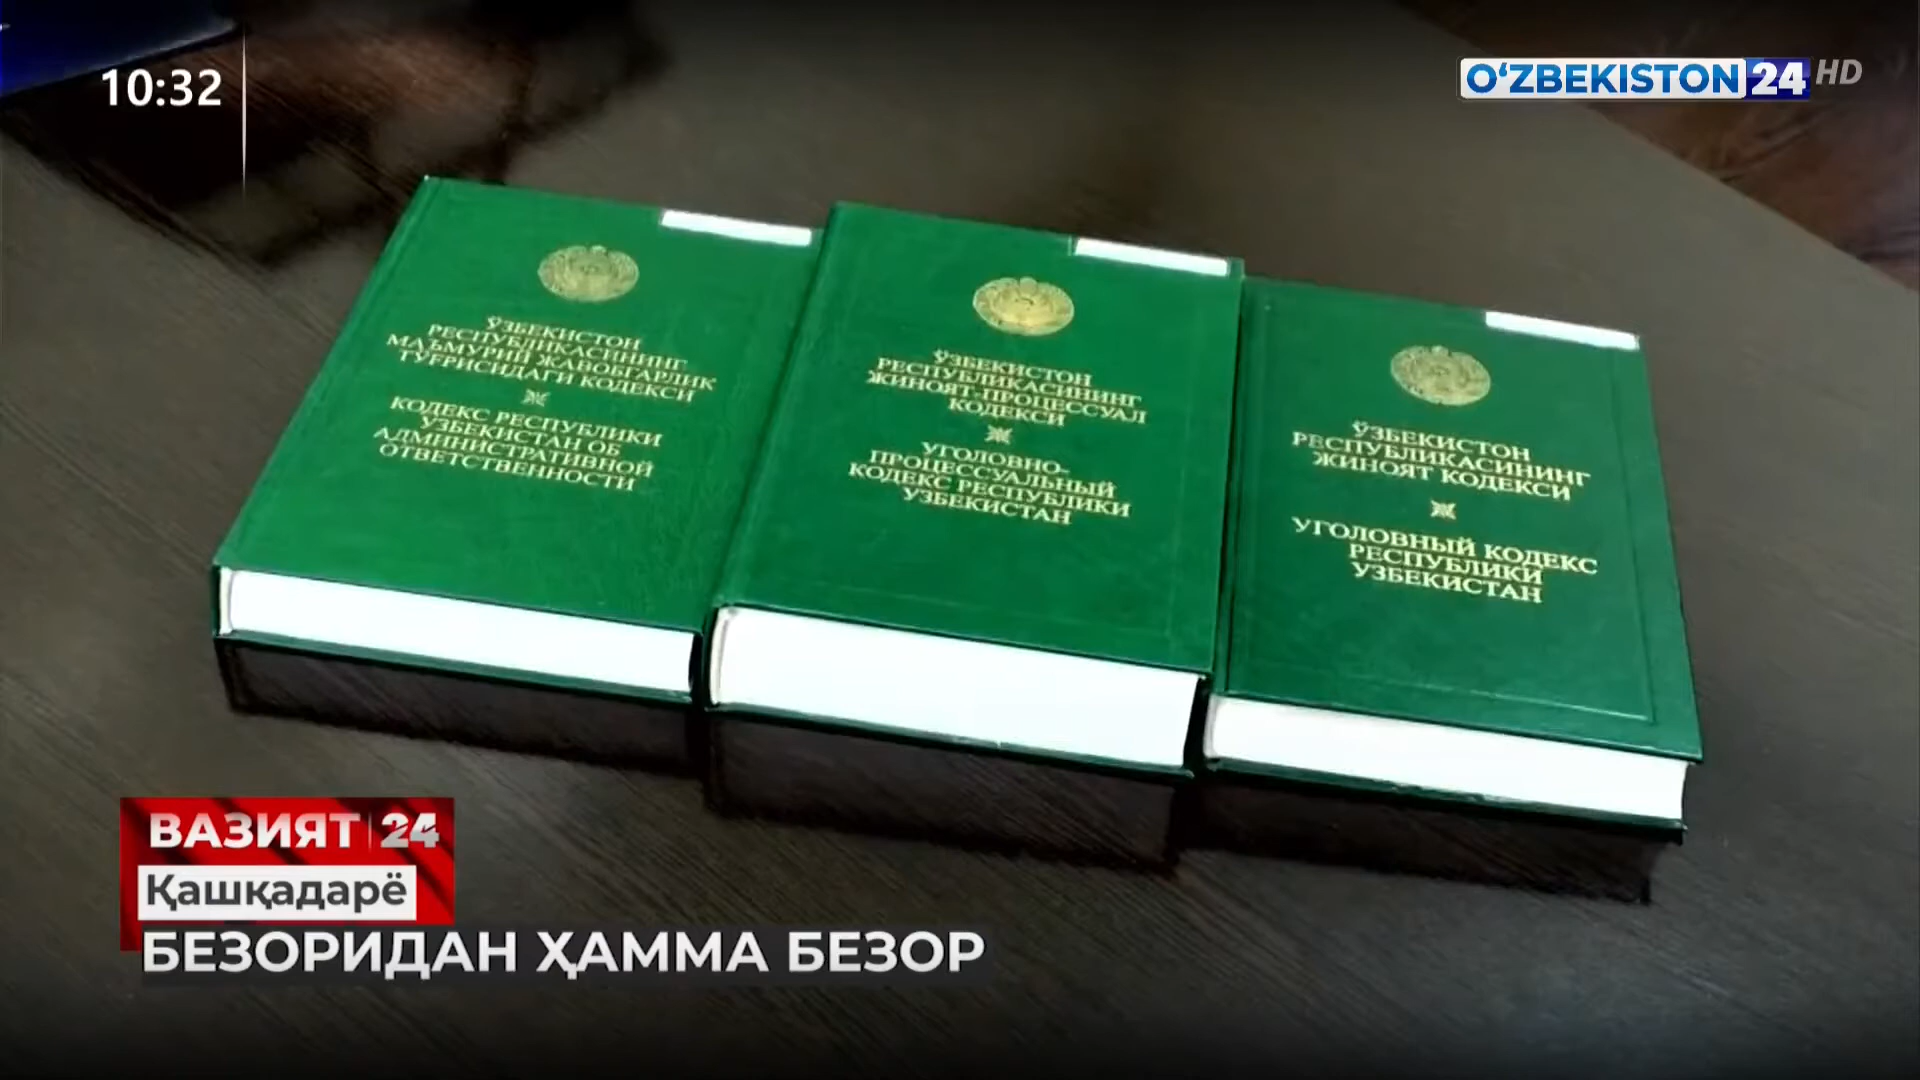 10:32
O‘ZBEKISTON 24 HD
ЎЗБЕКИСТОН
РЕСПУБЛИКАСИНИНГ
МАЪМУРИЙ ЖАВОБГАРЛИК
ТЎҒРИСИДАГИ КОДЕКСИ
КОДЕКС РЕСПУБЛИКИ
УЗБЕКИСТАН ОБ
АДМИНИСТРАТИВНОЙ
ОТВЕТСТВЕННОСТИ
ЎЗБЕКИСТОН
РЕСПУБЛИКАСИНИНГ
ЖИНОЯТ-ПРОЦЕССУАЛ
КОДЕКСИ
УГОЛОВНО-
ПРОЦЕССУАЛЬНЫЙ
КОДЕКС РЕСПУБЛИКИ
УЗБЕКИСТАН
ЎЗБЕКИСТОН
РЕСПУБЛИКАСИНИНГ
ЖИНОЯТ КОДЕКСИ
УГОЛОВНЫЙ КОДЕКС
РЕСПУБЛИКИ
УЗБЕКИСТАН
ВАЗИЯТ 24
Қашқадарё
БЕЗОРИДАН ҲАММА БЕЗОР